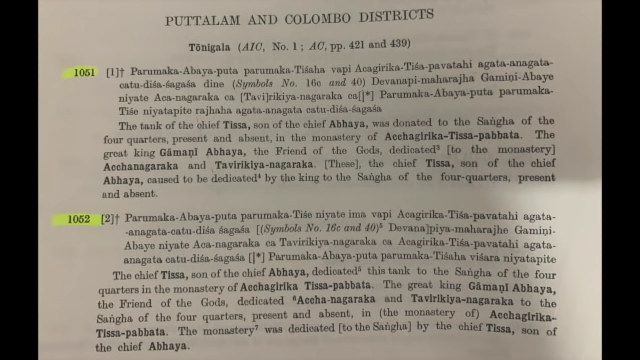 PUTTALAM AND COLOMBO DISTRICTS
Tōnigala (AIC, No. 1 ; AC, pp. 421 and 439)
1051 [1]† Parumaka-Abaya-puta parumaka-Tiśaha vapi Acagirika-Tiśa-pavatahi agata-anagata-
catu-diśa-śagaśa dine (Symbols No. 16c and 40) Devanapi-maharajha Gamiṇi-Abaye
niyate Aca-nagaraka ca [Tavi]rikiya-nagaraka ca[|*] Parumaka-Abaya-puta parumaka-
Tiśe niyatapite rajhaha agata-anagata catu-diśa-śagaśa
The tank of the chief Tissa, son of the chief Abhaya, was donated to the Saṅgha of the
four quarters, present and absent, in the monastery of Acchagirika-Tissa-pabbata. The
great king Gāmaṇī Abhaya, the Friend of the Gods, dedicated³ [to the monastery]
Acchanagaraka and Tavirikiya-nagaraka. [These], the chief Tissa, son of the chief
Abhaya, caused to be dedicated⁴ by the king to the Saṅgha of the four-quarters, present
and absent.
1052 [2]† Parumaka-Abaya-puta parumaka-Tiśe niyate ima vapi Acagirika-Tiśa-pavatahi agata-
-anagata-catu-diśa śagaśa [(Symbols No. 16c and 40)⁵ Devana]piya-maharajhe Gamiṇi-
Abaye niyate Aca-nagaraka ca Tavirikiya-nagaraka ca Acagirika-Tiśa-pavatahi agata-
anagata catu-diśa-śagaśa [|*] Parumaka-Abaya-puta parumaka-Tiśaha viśara niyatapite
The chief Tissa, son of the chief Abhaya, dedicated⁵ this tank to the Saṅgha of the four
quarters in the monastery of Acchagirika Tissa-pabbata. The great king Gāmaṇī Abhaya,
the Friend of the Gods, dedicated ⁶Accha-nagaraka and Tavirikiya-nagaraka to the
Saṅgha of the four quarters, present and absent, in (the monastery of) Acchagirika-
Tissa-pabbata. The monastery⁷ was dedicated [to the Saṅgha] by the chief Tissa, son of
the chief Abhaya.